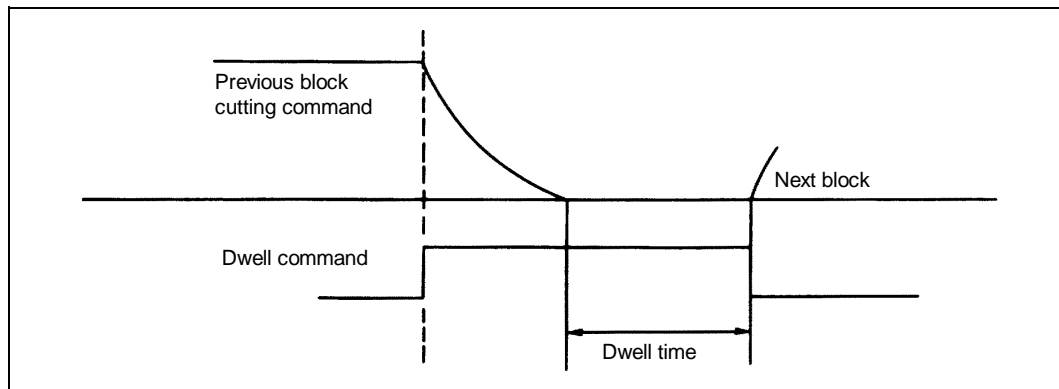 Previous block
cutting command
Next block
Dwell command
Dwell time